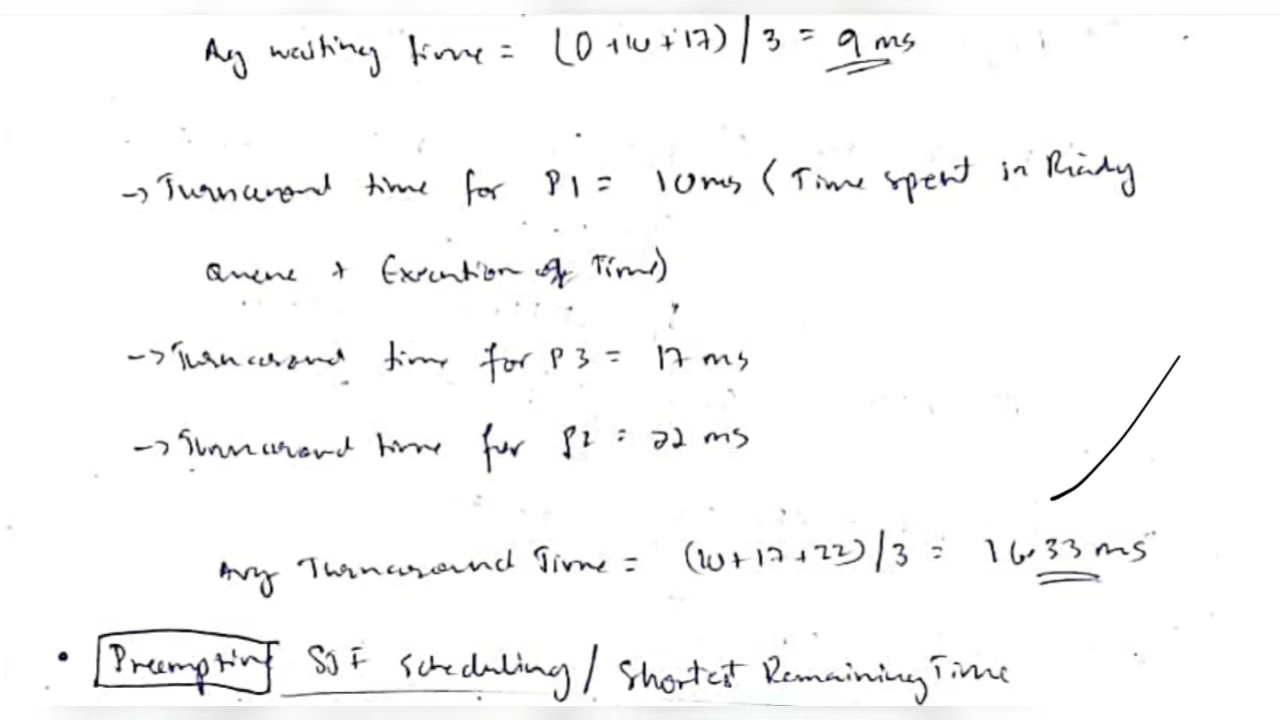 Avg waiting time = (0+10+17)/3 = 9 ms
-> Turnaround time for P1 = 10ms (Time spent in Ready
Queue + Execution of Time)
-> Turnaround time for P3 = 17 ms
-> Turnaround time for P2 = 22 ms
Avg Turnaround Time = (10+17+22)/3 = 16.33 ms
• Preemptive SJF Scheduling / Shortest Remaining Time